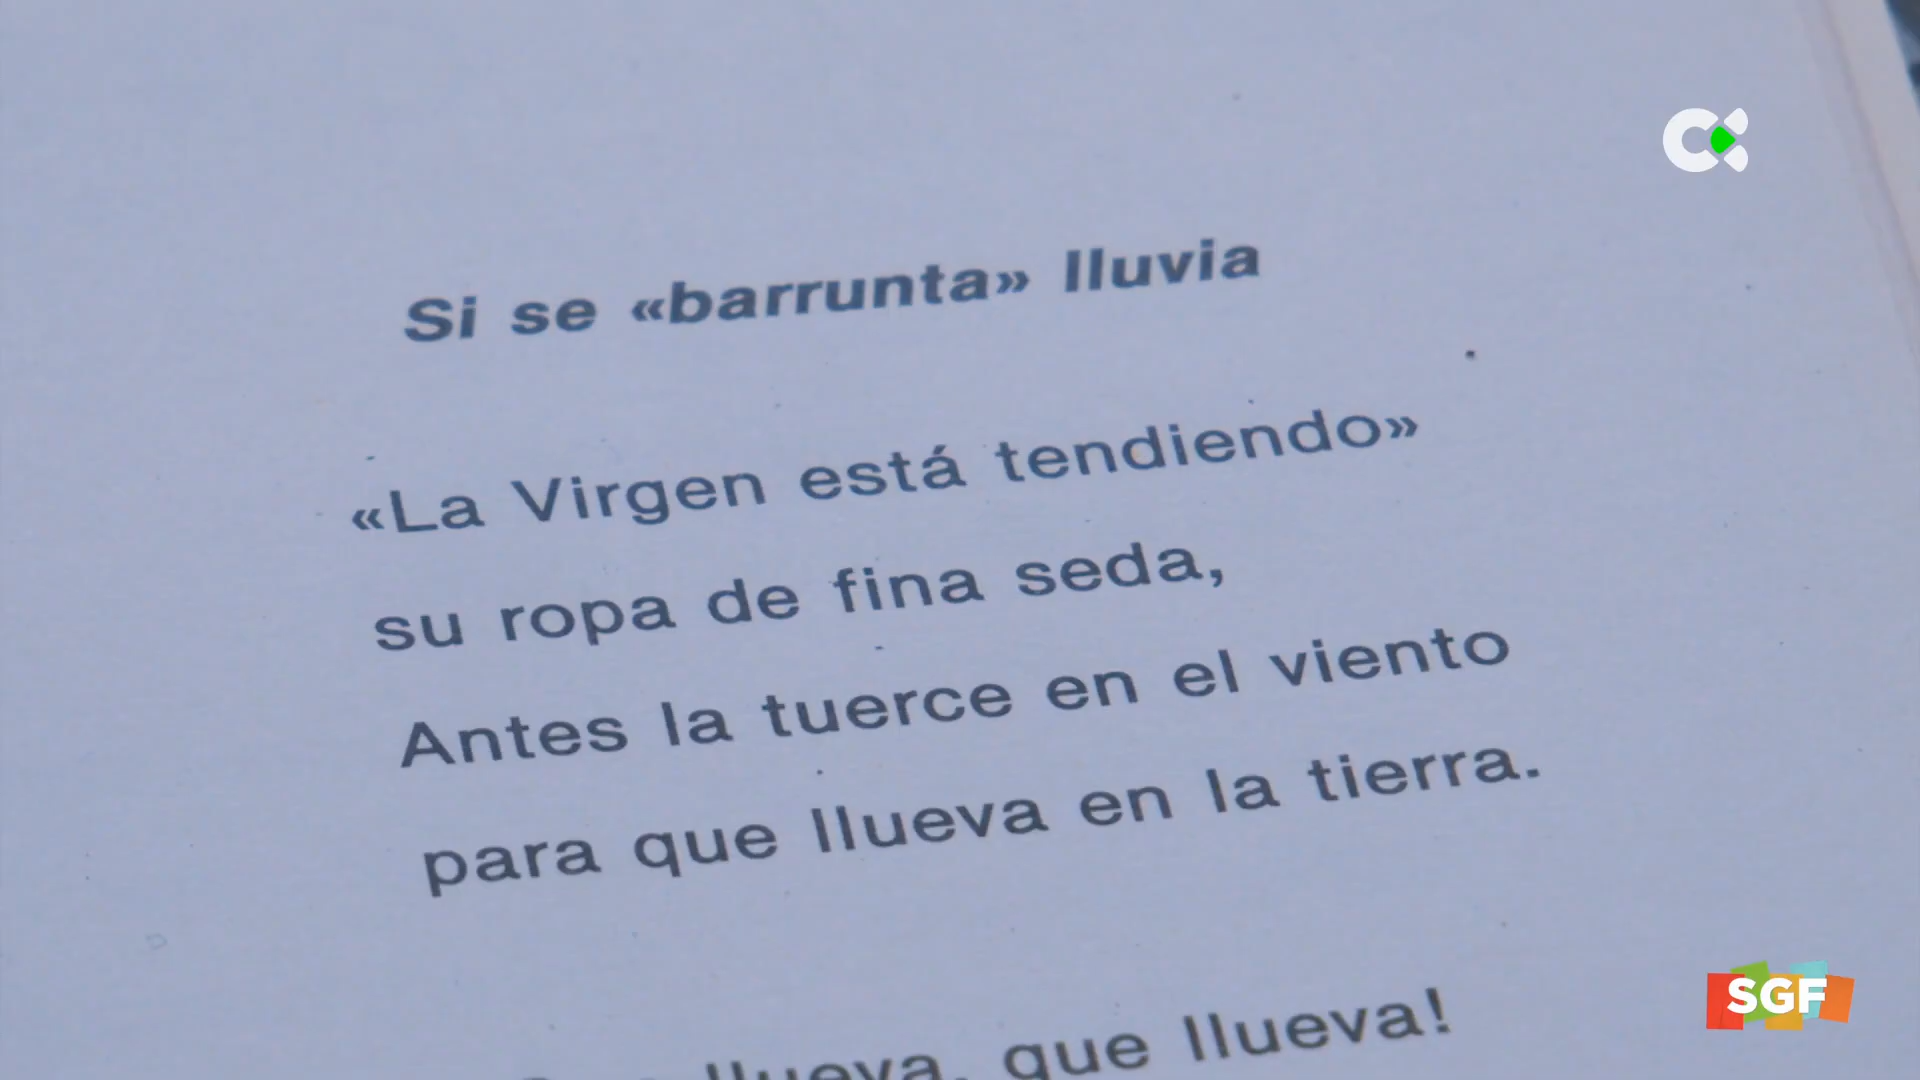 Si se «barrunta» lluvia
«La Virgen está tendiendo»
su ropa de fina seda,
Antes la tuerce en el viento
para que llueva en la tierra.
llueva, que llueva!
SGF